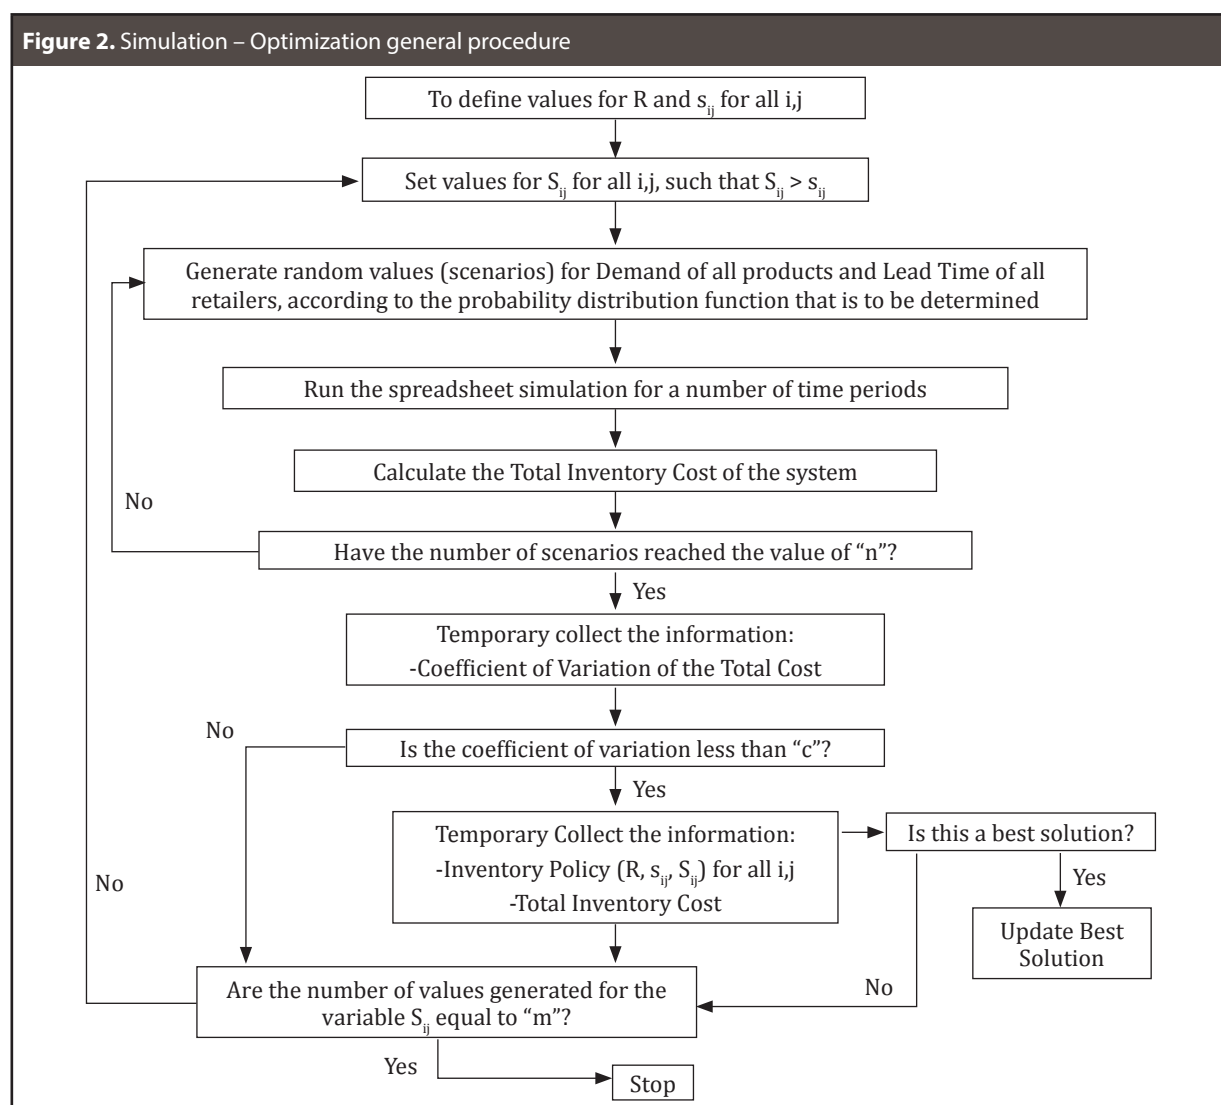 Figure 2. Simulation – Optimization general procedure
To define values for R and sij for all i,j
Set values for Sij for all i,j, such that Sij > sij
Generate random values (scenarios) for Demand of all products and Lead Time of all
retailers, according to the probability distribution function that is to be determined
Run the spreadsheet simulation for a number of time periods
Calculate the Total Inventory Cost of the system
No
Have the number of scenarios reached the value of “n”?
Yes
Temporary collect the information:
-Coefficient of Variation of the Total Cost
No
Is the coefficient of variation less than “c”?
Yes
Temporary Collect the information:
-Inventory Policy (R, sij, Sij) for all i,j
-Total Inventory Cost
Is this a best solution?
Yes
No
Update Best
Solution
No
Are the number of values generated for the
variable Sij equal to “m”?
Yes
Stop